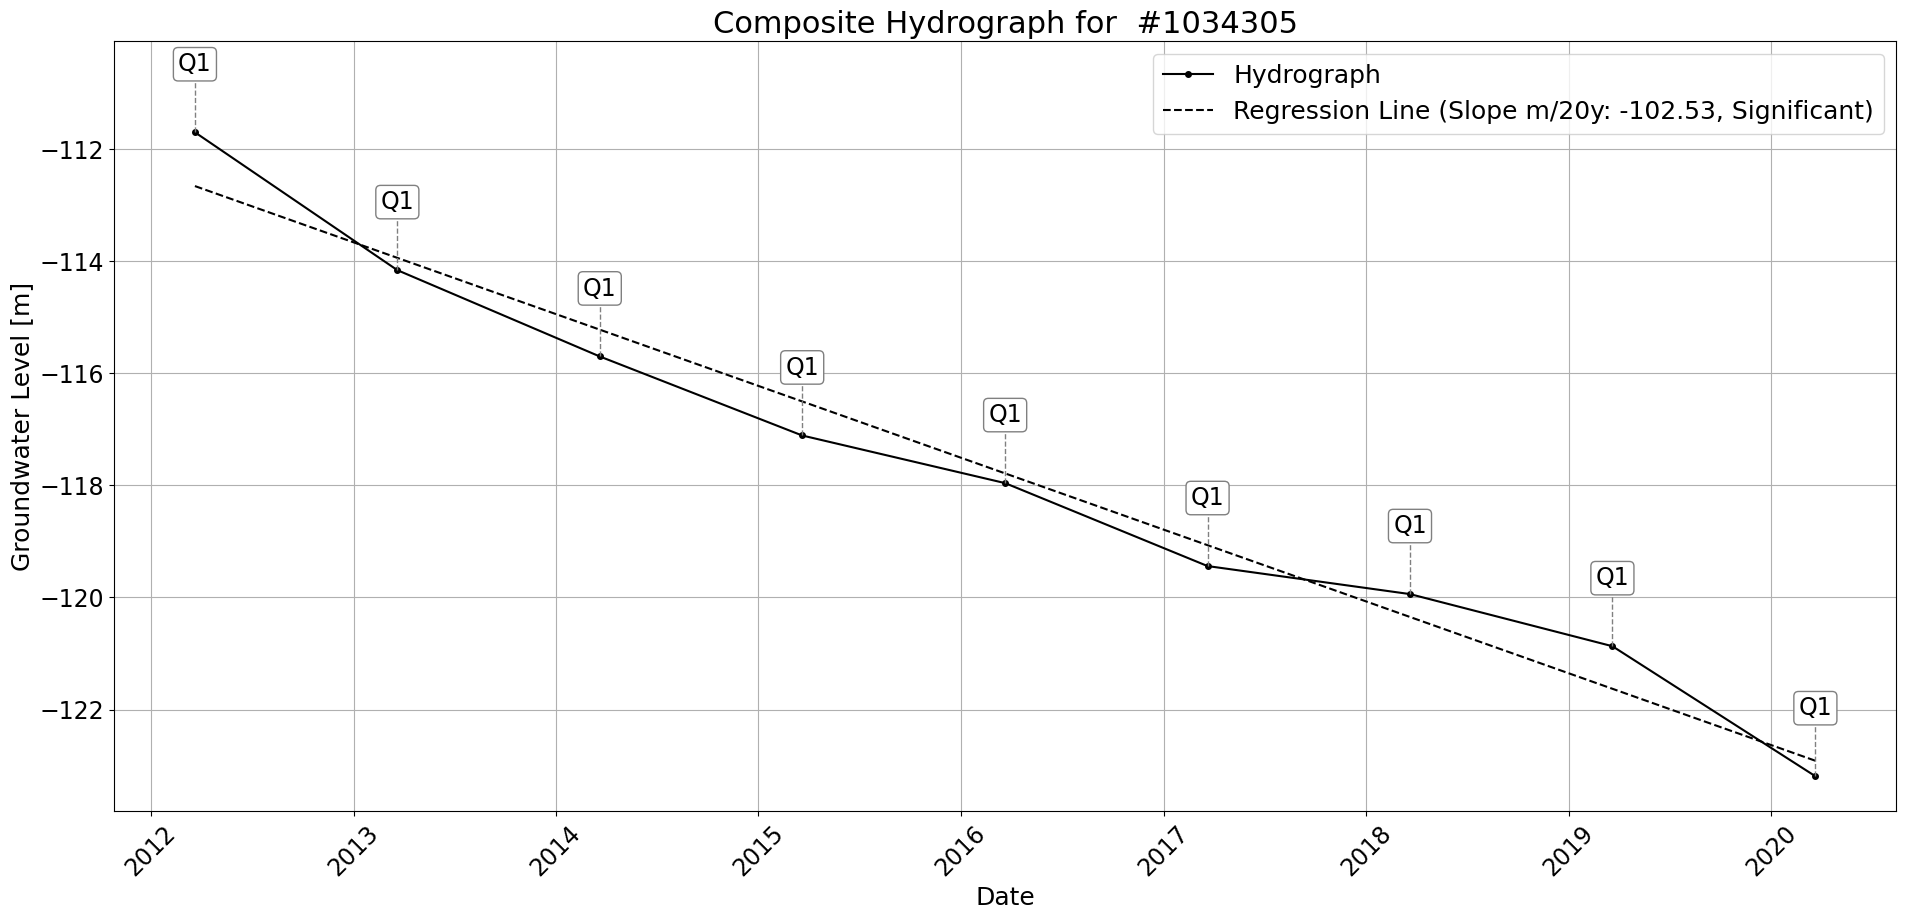 Composite Hydrograph for  #1034305
Hydrograph
Regression Line (Slope m/20y: -102.53, Significant)
Q1
Q1
Q1
Q1
Q1
Q1
Q1
Q1
Q1
Groundwater Level [m]
−112
−114
−116
−118
−120
−122
2012
2013
2014
2015
2016
2017
2018
2019
2020
Date